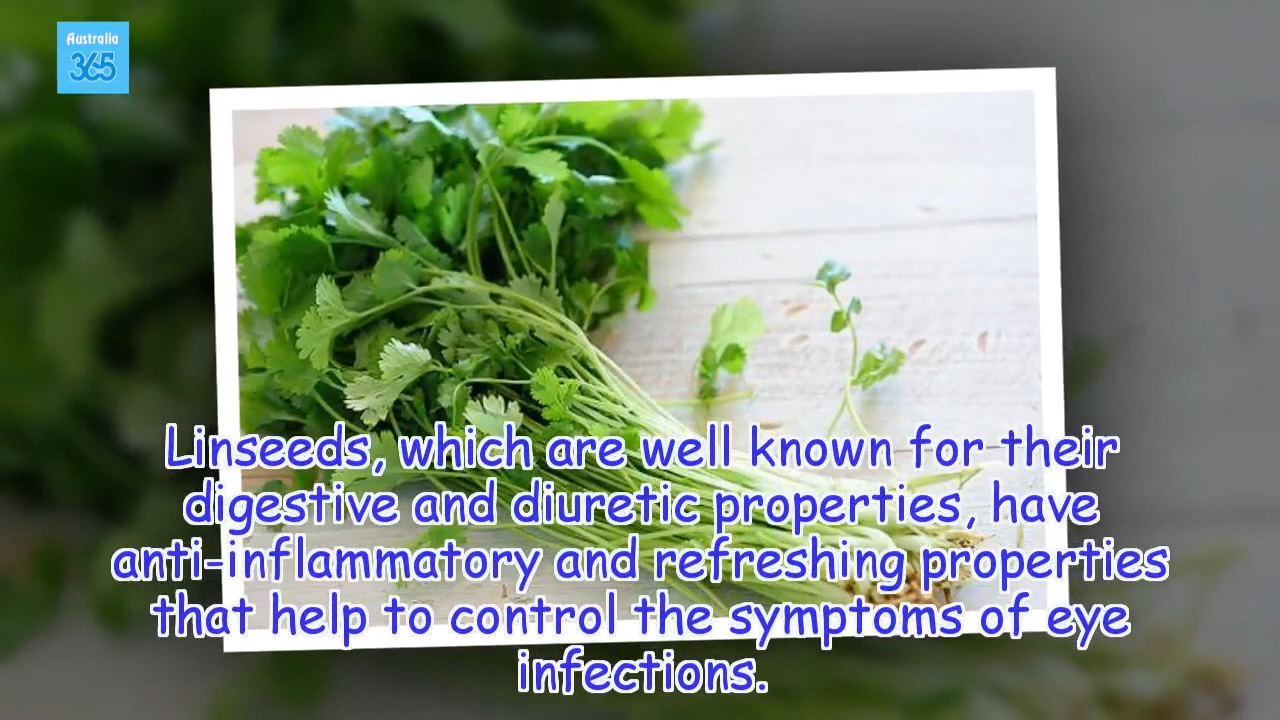 Australia
365
Linseeds, which are well known for their
digestive and diuretic properties, have
anti-inflammatory and refreshing properties
that help to control the symptoms of eye
infections.